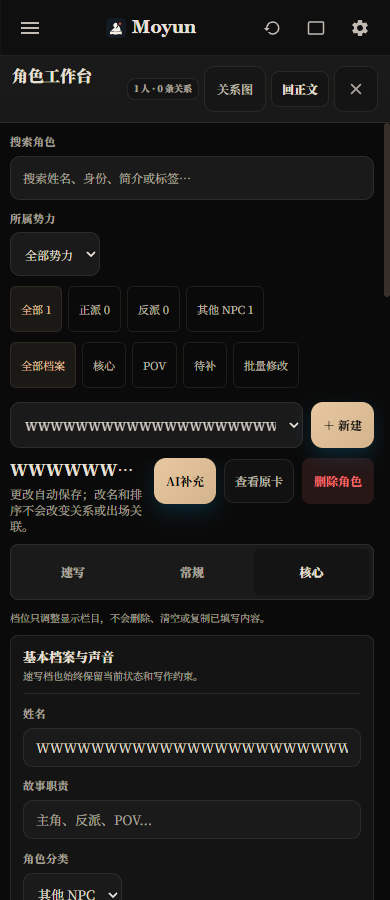 Moyun
角色工作台
1 人 · 0 条关系
关系图
回正文
搜索角色
搜索姓名、身份、简介或标签…
所属势力
全部势力
全部 1
正派 0
反派 0
其他 NPC 1
全部档案
核心
POV
待补
批量修改
WWWWWWWWWWWWWWWWWWWW
＋ 新建
WWWWWW…
AI补充
查看原卡
删除角色
更改自动保存；改名和排
序不会改变关系或出场关
联。
速写
常规
核心
档位只调整显示栏目，不会删除、清空或复制已填写内容。
基本档案与声音
速写档也始终保留当前状态和写作约束。
姓名
WWWWWWWWWWWWWWWWWWWWWWW
故事职责
主角、反派、POV...
角色分类
其他 NPC